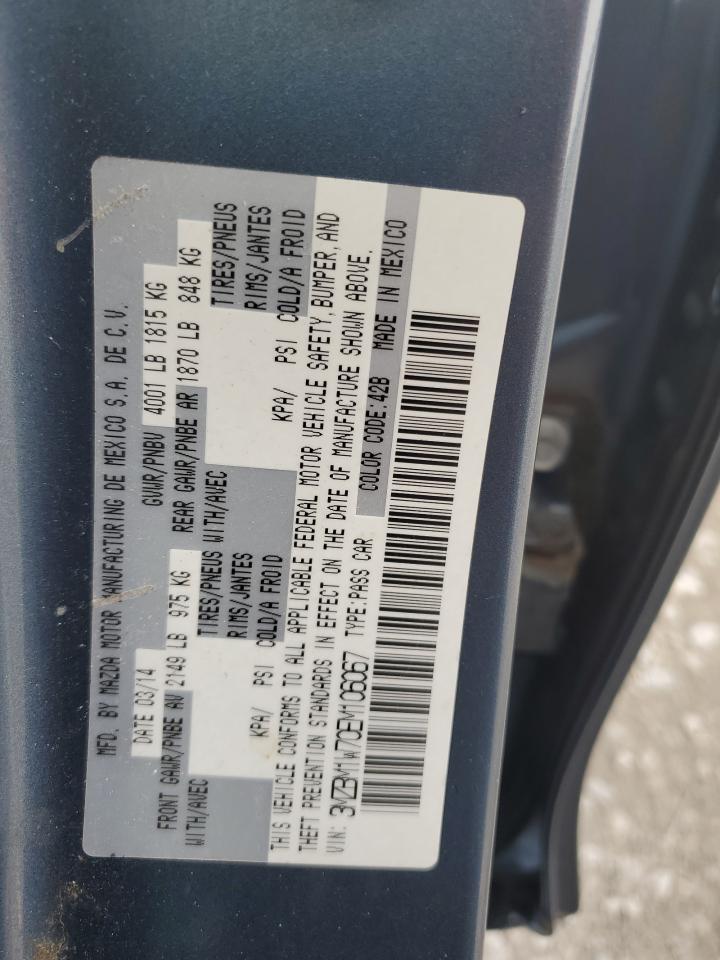 MFD. BY MAZDA MOTOR MANUFACTURING DE MEXICO S.A. DE C.V.
DATE 03/14 GVWR/PNBV 4001 LB 1815 KG
FRONT GAWR/PNBE AV 2149 LB 975 KG REAR GAWR/PNBE AR 1870 LB 848 KG
WITH/AVEC TIRES/PNEUS WITH/AVEC TIRES/PNEUS
RIMS/JANTES RIMS/JANTES
KPA/ PSI COLD/A FROID KPA/ PSI COLD/A FROID
THIS VEHICLE CONFORMS TO ALL APPLICABLE FEDERAL MOTOR VEHICLE SAFETY, BUMPER, AND
THEFT PREVENTION STANDARDS IN EFFECT ON THE DATE OF MANUFACTURE SHOWN ABOVE.
VIN: 3MZBM1W70EM106067 TYPE:PASS CAR COLOR CODE:42B MADE IN MEXICO